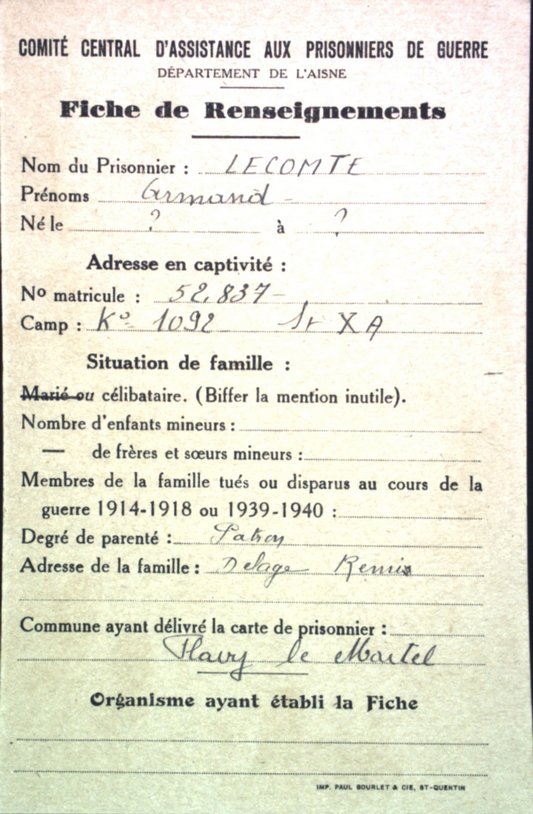 COMITÉ CENTRAL D'ASSISTANCE AUX PRISONNIERS DE GUERRE
DÉPARTEMENT DE L'AISNE
Fiche de Renseignements
Nom du Prisonnier : LECOMTE
Prénoms Armand -
Né le ? à ?
Adresse en captivité :
No matricule : 52.837 -
Camp : Ko 1092 St X A
Situation de famille :
Marié ou célibataire. (Biffer la mention inutile).
Nombre d'enfants mineurs :
— de frères et sœurs mineurs :
Membres de la famille tués ou disparus au cours de la
guerre 1914-1918 ou 1939-1940 :
Degré de parenté : Patron
Adresse de la famille : Delage Remis
Commune ayant délivré la carte de prisonnier :
Flavy le Martel
Organisme ayant établi la Fiche
IMP. PAUL BOURLET & CIE, ST-QUENTIN